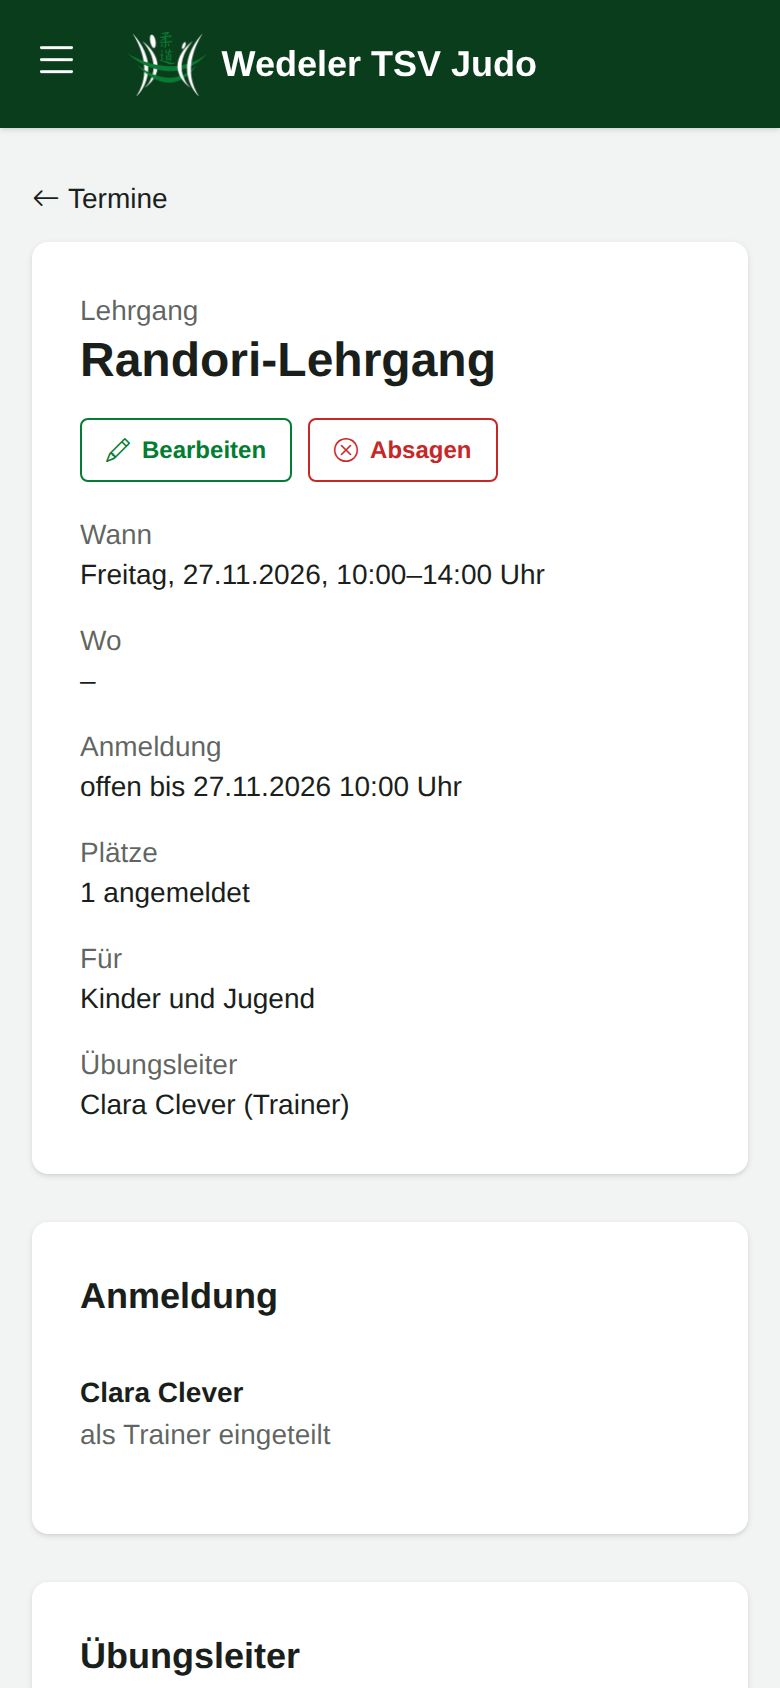 柔道
Wedeler TSV Judo
← Termine
Lehrgang
Randori-Lehrgang
Bearbeiten
Absagen
Wann
Freitag, 27.11.2026, 10:00–14:00 Uhr
Wo
–
Anmeldung
offen bis 27.11.2026 10:00 Uhr
Plätze
1 angemeldet
Für
Kinder und Jugend
Übungsleiter
Clara Clever (Trainer)
Anmeldung
Clara Clever
als Trainer eingeteilt
Übungsleiter